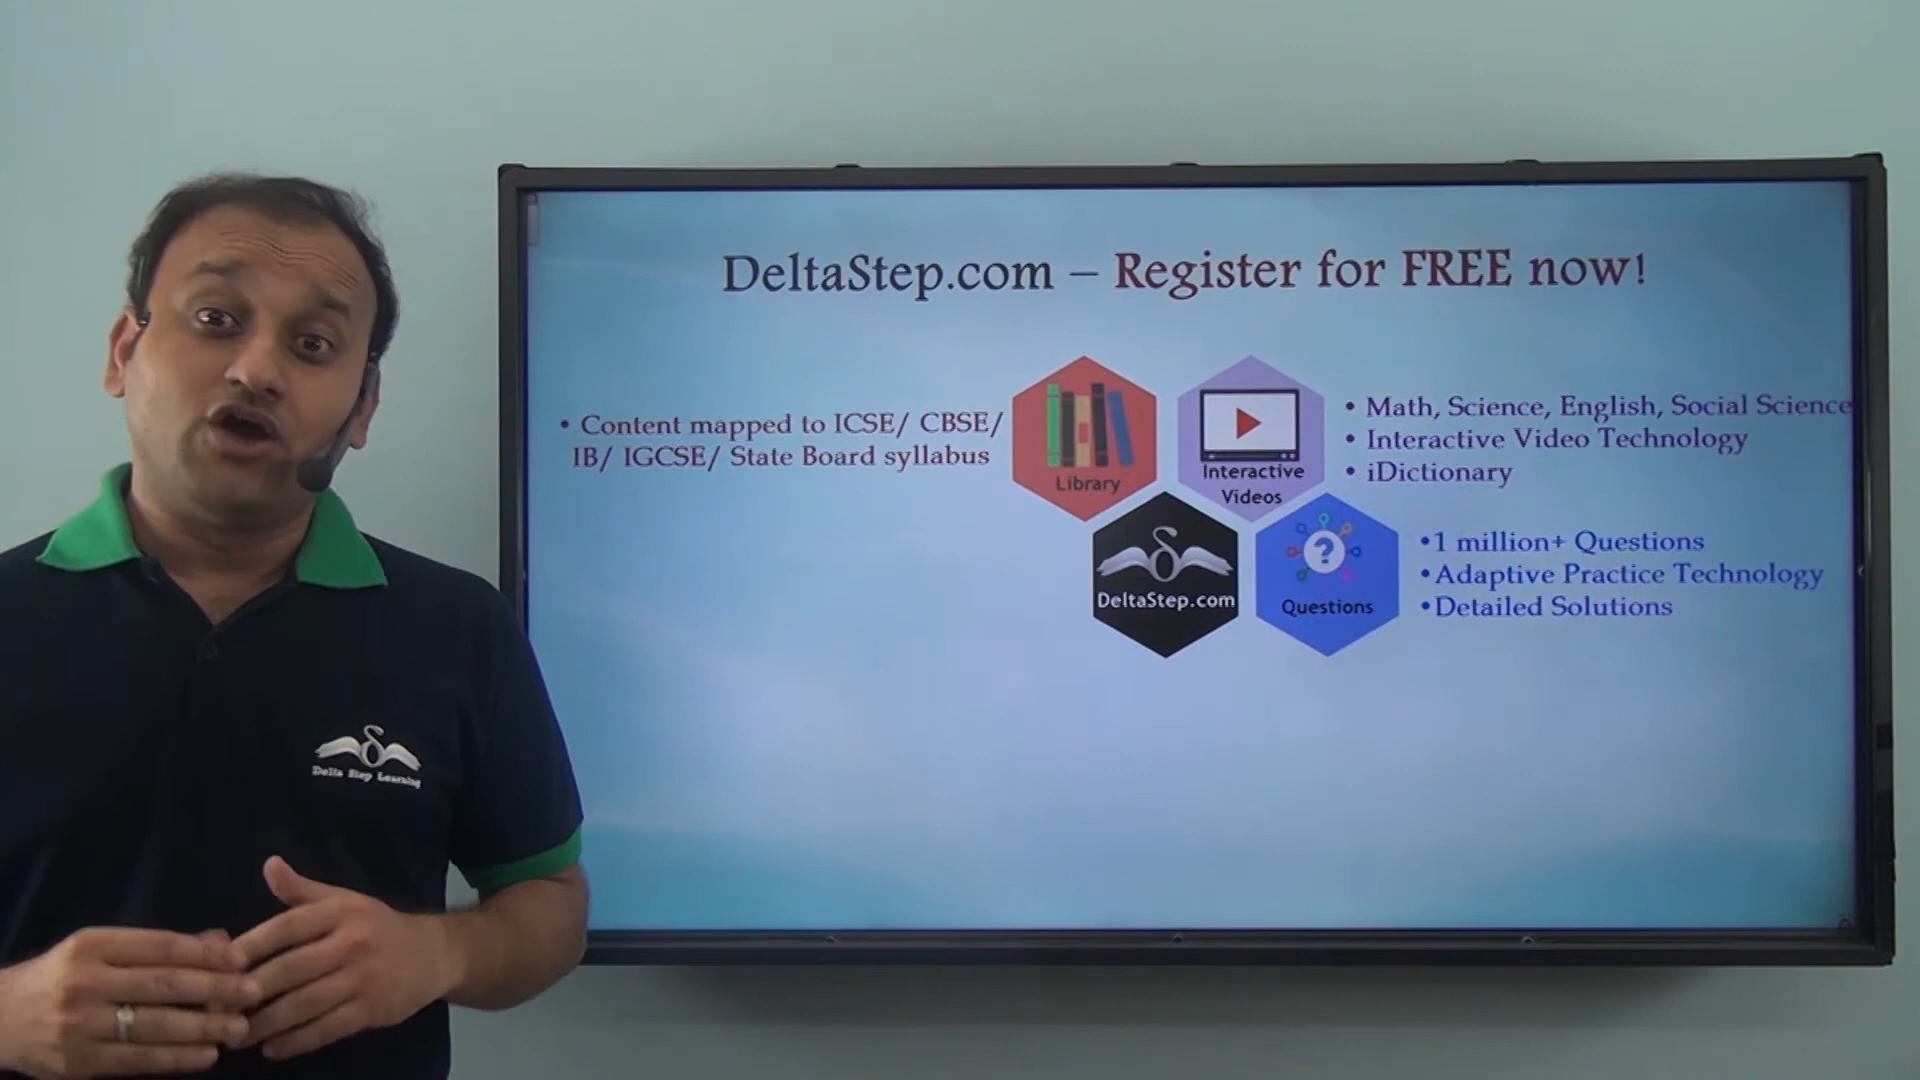 DeltaStep.com – Register for FREE now!
• Content mapped to ICSE/ CBSE/
IB/ IGCSE/ State Board syllabus
Library
Interactive
Videos
• Math, Science, English, Social Science
• Interactive Video Technology
• iDictionary
DeltaStep.com
?
Questions
•1 million+ Questions
•Adaptive Practice Technology
•Detailed Solutions
δ
Delta Step Learning